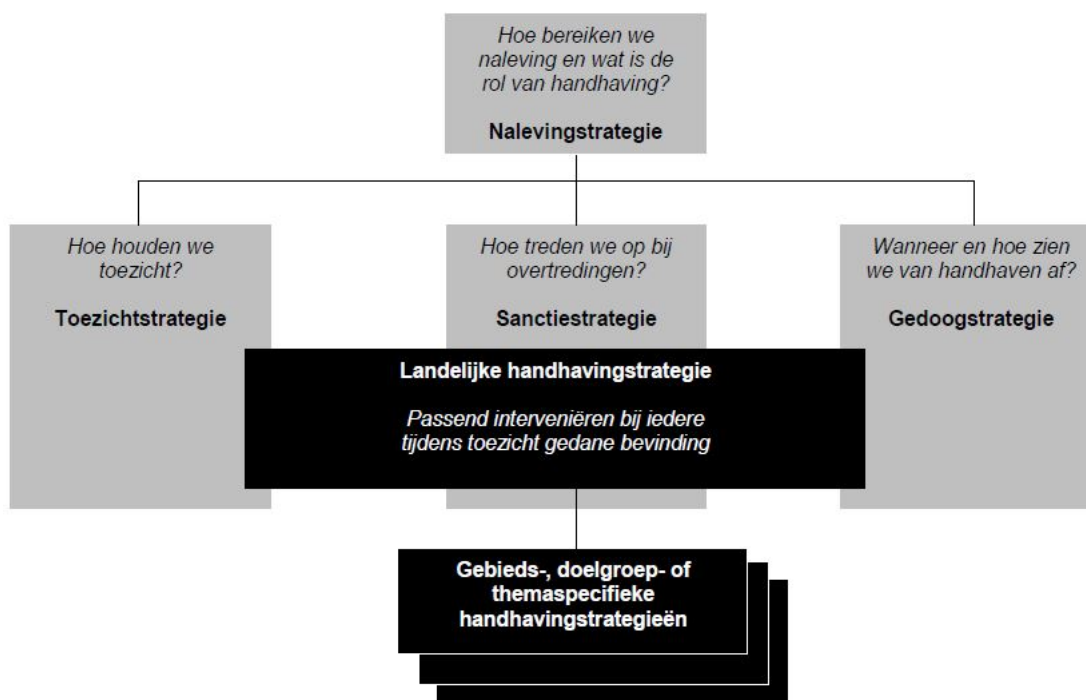 Hoe bereiken we
naleving en wat is de
rol van handhaving?
Nalevingstrategie
Hoe houden we
toezicht?
Toezichtstrategie
Hoe treden we op bij
overtredingen?
Sanctiestrategie
Wanneer en hoe zien
we van handhaven af?
Gedoogstrategie
Landelijke handhavingstrategie
Passend interveniëren bij iedere
tijdens toezicht gedane bevinding
Gebieds-, doelgroep- of
themaspecifieke
handhavingstrategieën